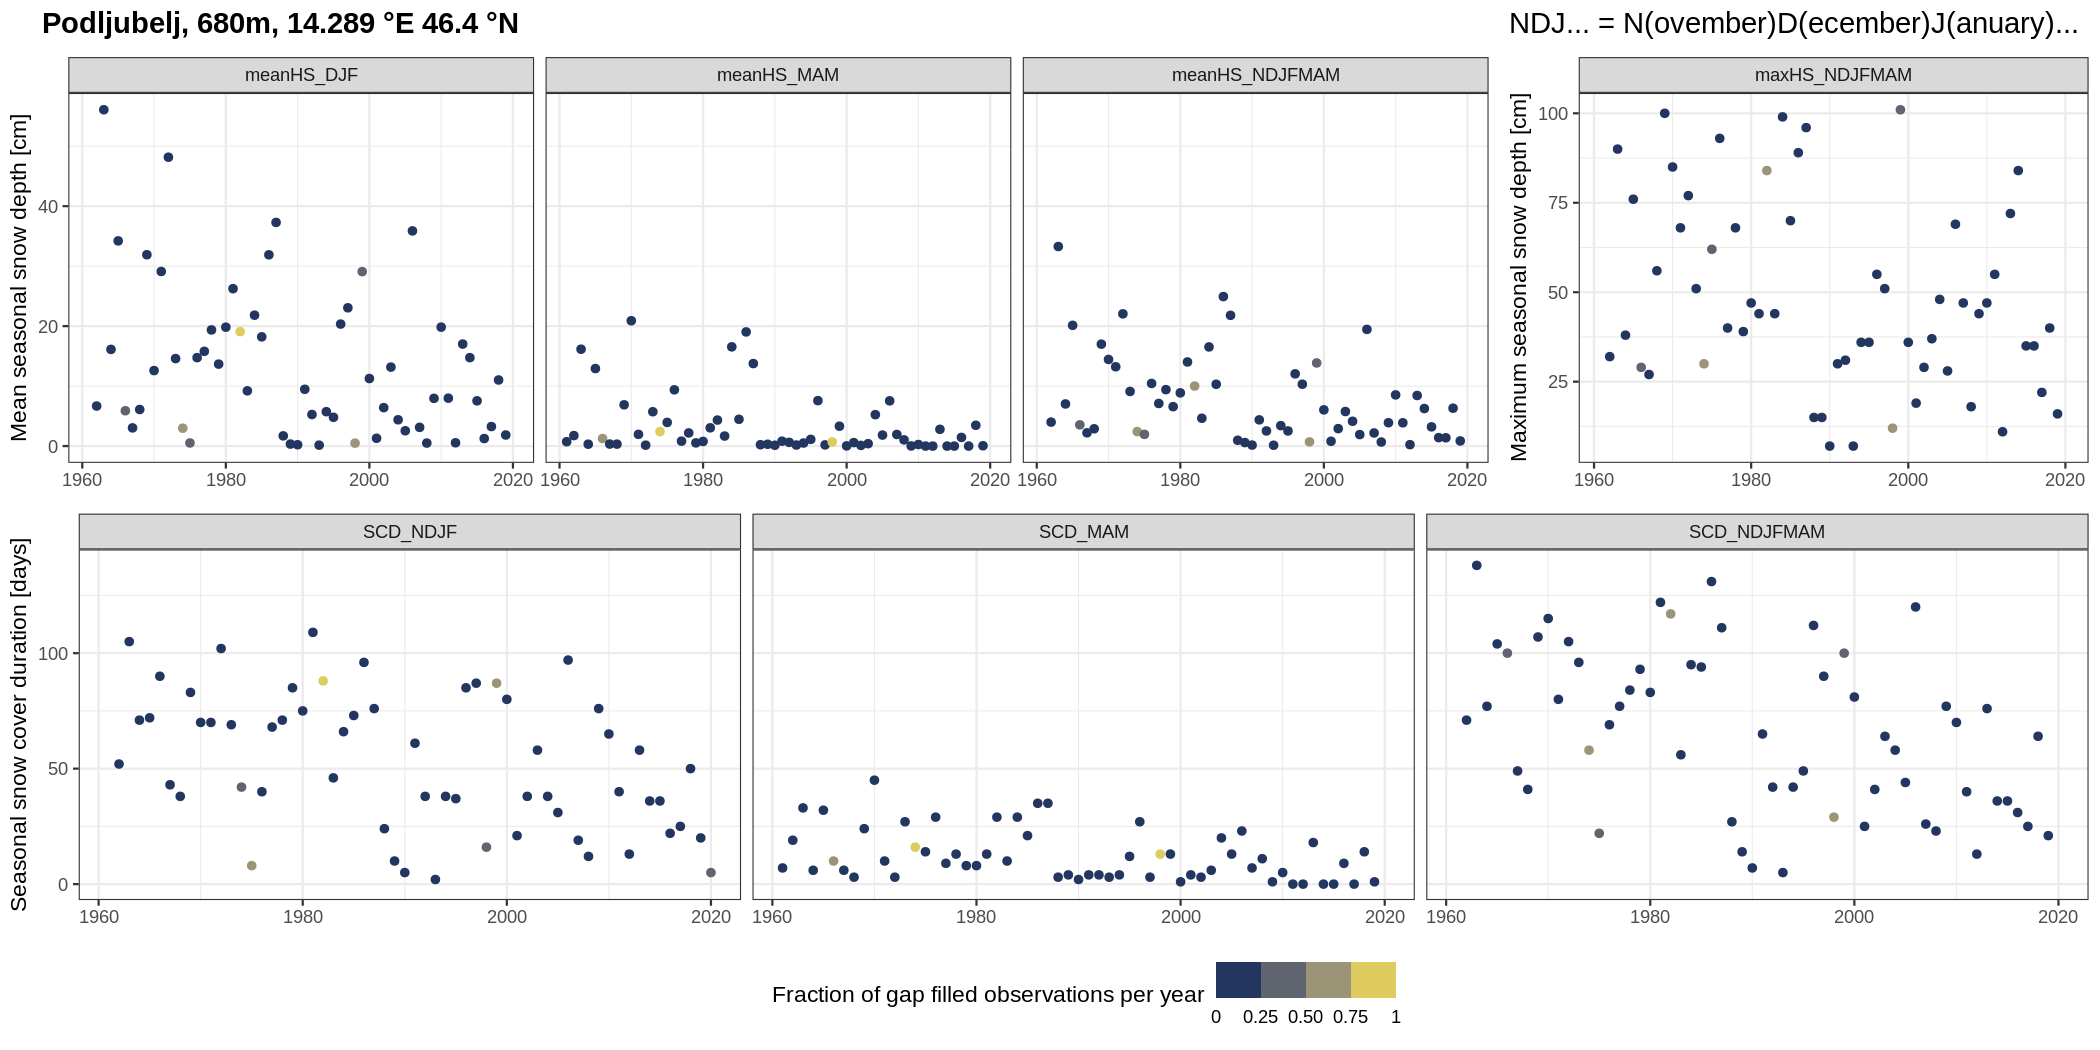 Podljubelj, 680m, 14.289 °E 46.4 °N
NDJ... = N(ovember)D(ecember)J(anuary)...
meanHS_DJF
meanHS_MAM
meanHS_NDJFMAM
maxHS_NDJFMAM
Mean seasonal snow depth [cm]
40
20
0
1960 1980 2000 2020
1960 1980 2000 2020
1960 1980 2000 2020
Maximum seasonal snow depth [cm]
100
75
50
25
1960 1980 2000 2020
SCD_NDJF
SCD_MAM
SCD_NDJFMAM
Seasonal snow cover duration [days]
100
50
0
1960 1980 2000 2020
1960 1980 2000 2020
1960 1980 2000 2020
Fraction of gap filled observations per year
0 0.25 0.50 0.75 1